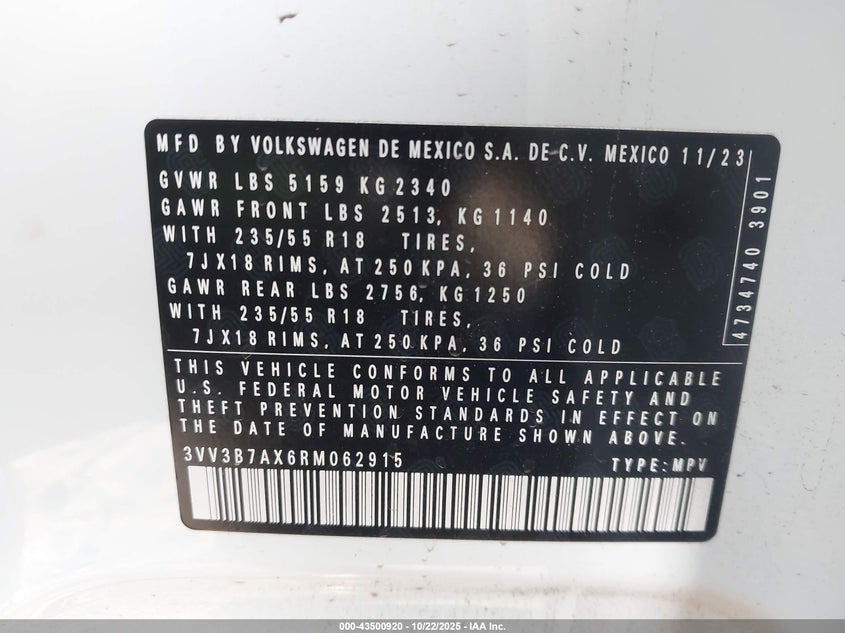 MFD BY VOLKSWAGEN DE MEXICO S.A. DE C.V. MEXICO 11/23
GVWR LBS 5159 KG 2340
GAWR FRONT LBS 2513, KG 1140
WITH 235/55 R18 TIRES,
7JX18 RIMS, AT 250 KPA, 36 PSI COLD
GAWR REAR LBS 2756, KG 1250
WITH 235/55 R18 TIRES,
7JX18 RIMS, AT 250 KPA, 36 PSI COLD
4734740 3901
THIS VEHICLE CONFORMS TO ALL APPLICABLE
U.S. FEDERAL MOTOR VEHICLE SAFETY AND
THEFT PREVENTION STANDARDS IN EFFECT ON
THE DATE OF MANUFACTURE SHOWN ABOVE.
3VV3B7AX6RM062915 TYPE: MPV
000-43500920 - 10/22/2025 - IAA Inc.